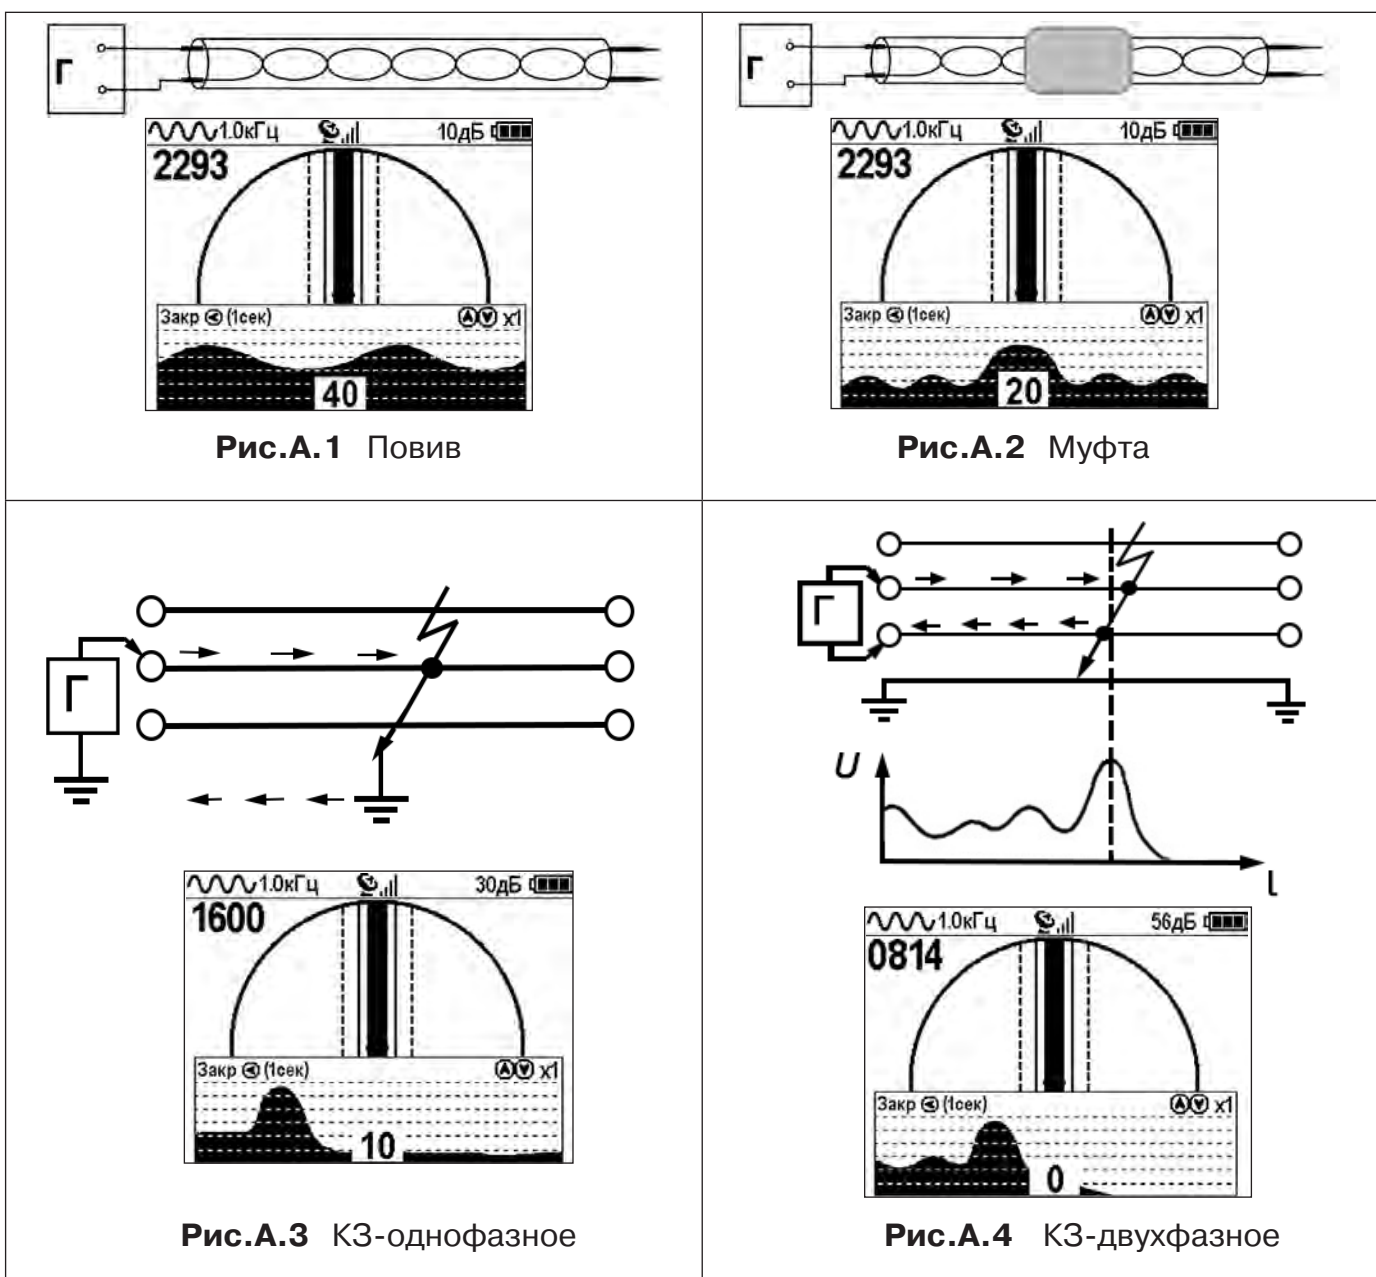 Г
1.0кГц 10дБ
2293
Закр (1сек) x1
40
Рис.А.1 Повив
Г
1.0кГц 10дБ
2293
Закр (1сек) x1
20
Рис.А.2 Муфта
Г
1.0кГц 30дБ
1600
Закр (1сек) x1
10
Рис.А.3 КЗ-однофазное
Г
U
l
1.0кГц 56дБ
0814
Закр (1сек) x1
0
Рис.А.4 КЗ-двухфазное